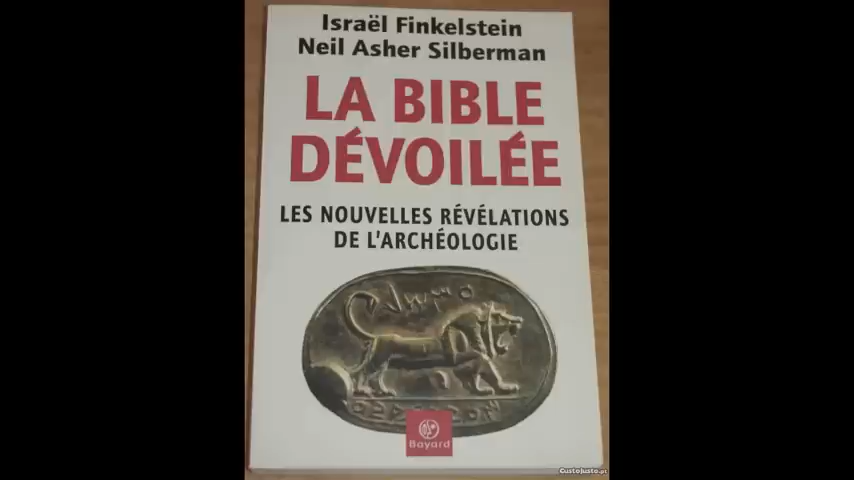 Israël Finkelstein
Neil Asher Silberman
LA BIBLE
DÉVOILÉE
LES NOUVELLES RÉVÉLATIONS
DE L'ARCHÉOLOGIE
Bayard
CustoJusto.pt